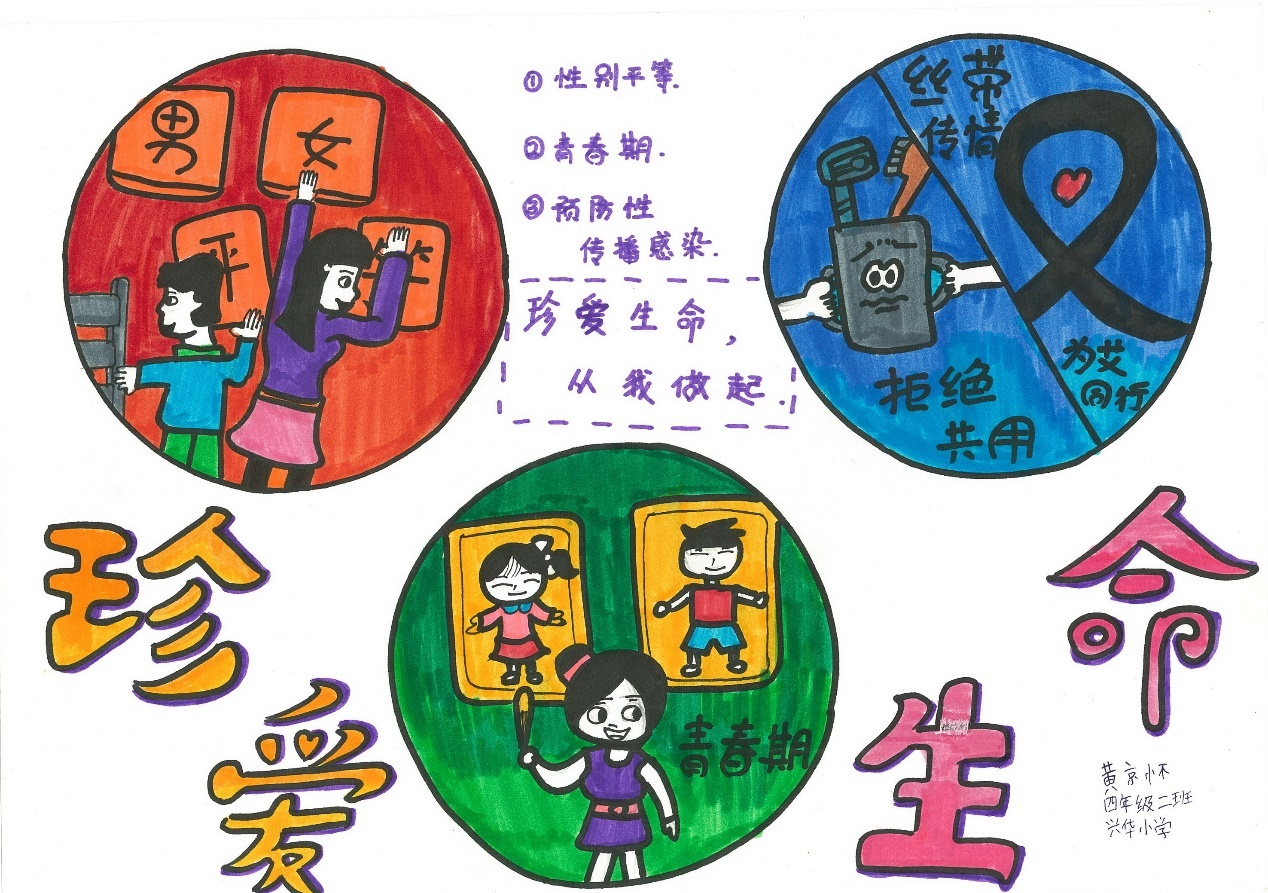 男 女
平 等
① 性别平等.
② 青春期.
③ 预防性
传播感染.
珍爱生命,
从我做起.
丝带
传情
为艾
同行
拒绝
共用
青春期
珍爱生命
黄京怀
四年级二班
兴华小学